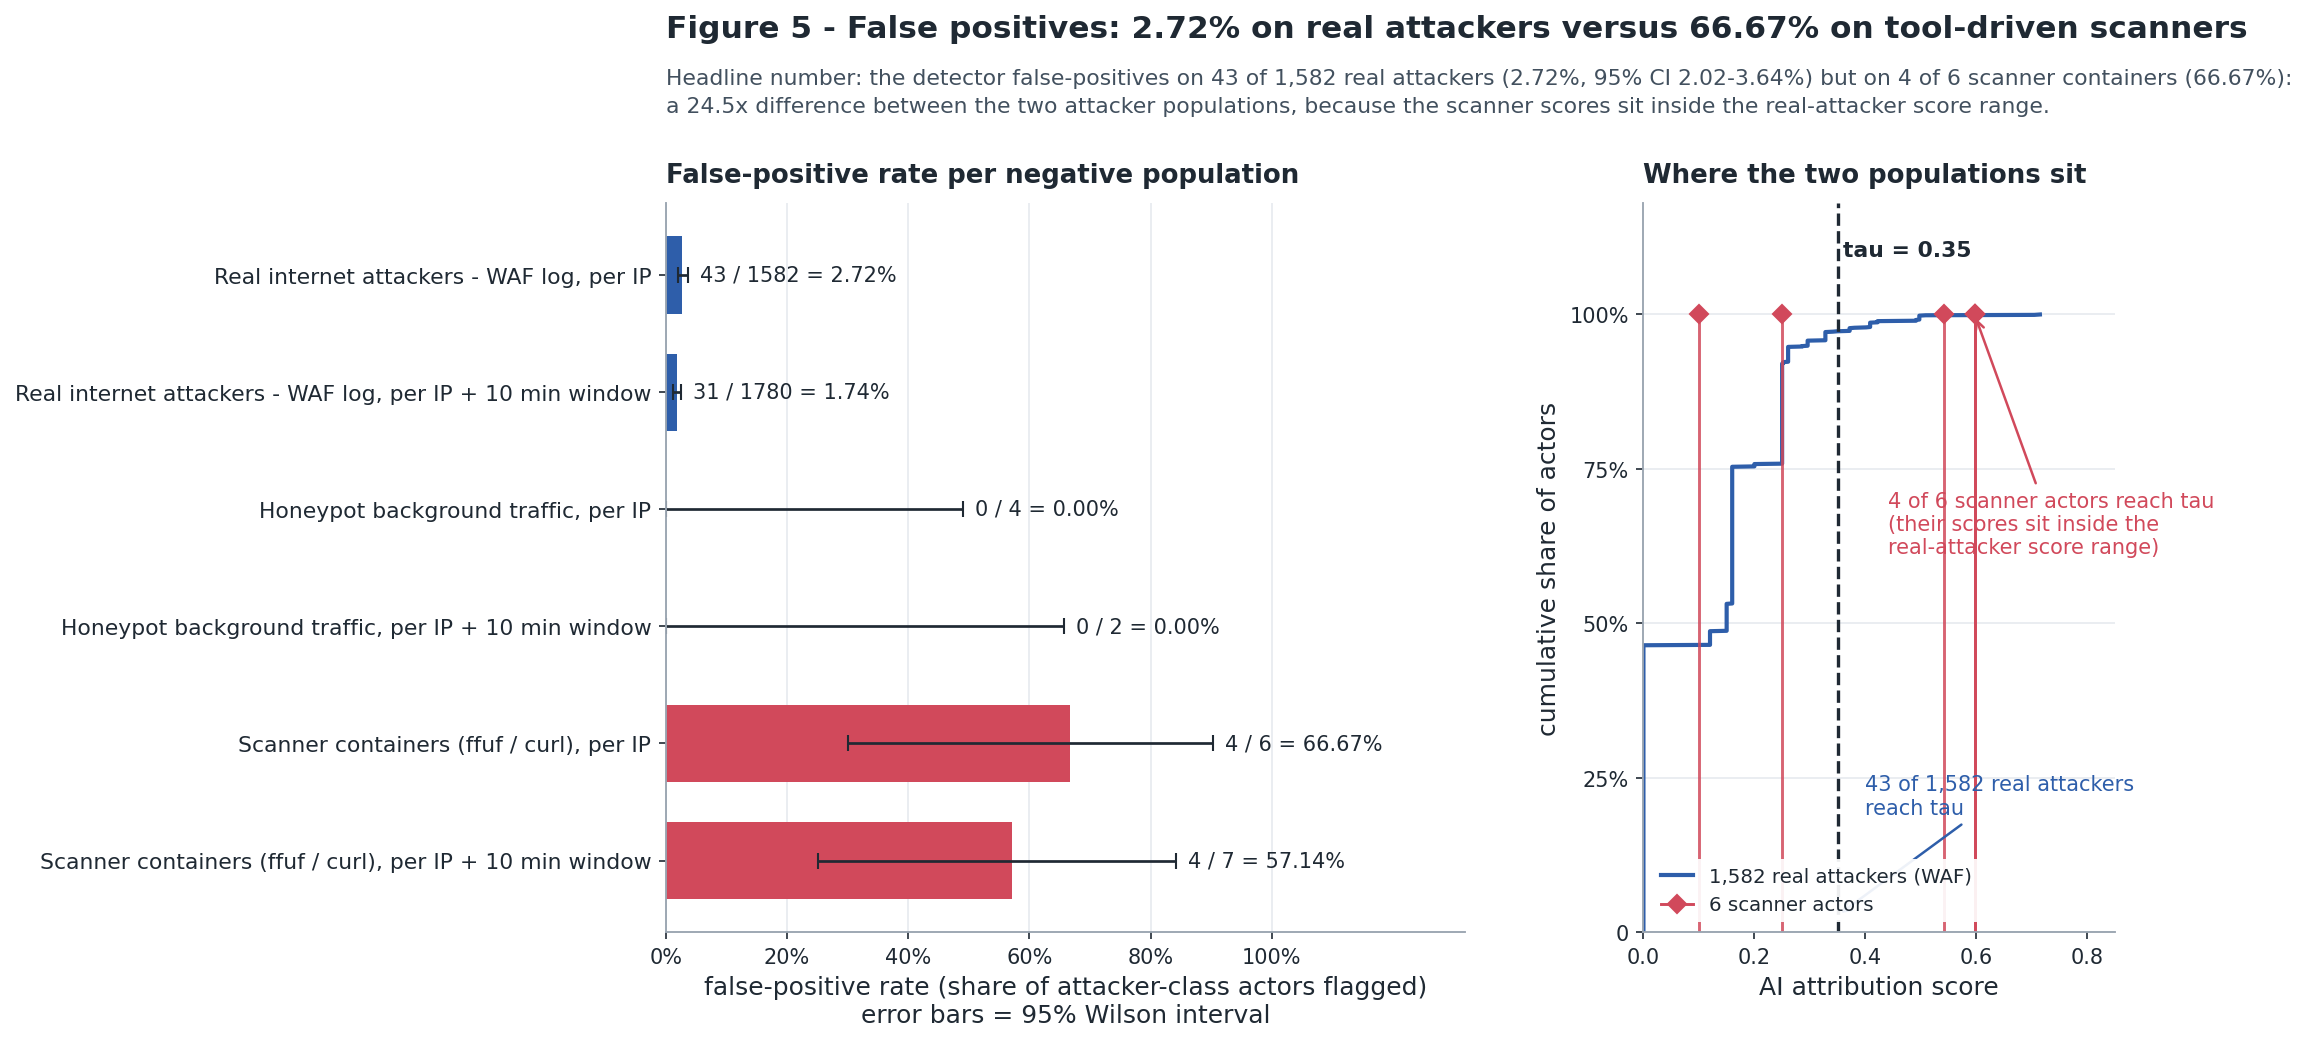 Figure 5 - False positives: 2.72% on real attackers versus 66.67% on tool-driven scanners
Headline number: the detector false-positives on 43 of 1,582 real attackers (2.72%, 95% CI 2.02-3.64%) but on 4 of 6 scanner containers (66.67%):
a 24.5x difference between the two attacker populations, because the scanner scores sit inside the real-attacker score range.
False-positive rate per negative population
Real internet attackers - WAF log, per IP
43 / 1582 = 2.72%
Real internet attackers - WAF log, per IP + 10 min window
31 / 1780 = 1.74%
Honeypot background traffic, per IP
0 / 4 = 0.00%
Honeypot background traffic, per IP + 10 min window
0 / 2 = 0.00%
Scanner containers (ffuf / curl), per IP
4 / 6 = 66.67%
Scanner containers (ffuf / curl), per IP + 10 min window
4 / 7 = 57.14%
0% 20% 40% 60% 80% 100%
false-positive rate (share of attacker-class actors flagged)
error bars = 95% Wilson interval
Where the two populations sit
tau = 0.35
100%
75%
50%
25%
0
cumulative share of actors
4 of 6 scanner actors reach tau
(their scores sit inside the
real-attacker score range)
43 of 1,582 real attackers
reach tau
1,582 real attackers (WAF)
6 scanner actors
0.0 0.2 0.4 0.6 0.8
AI attribution score